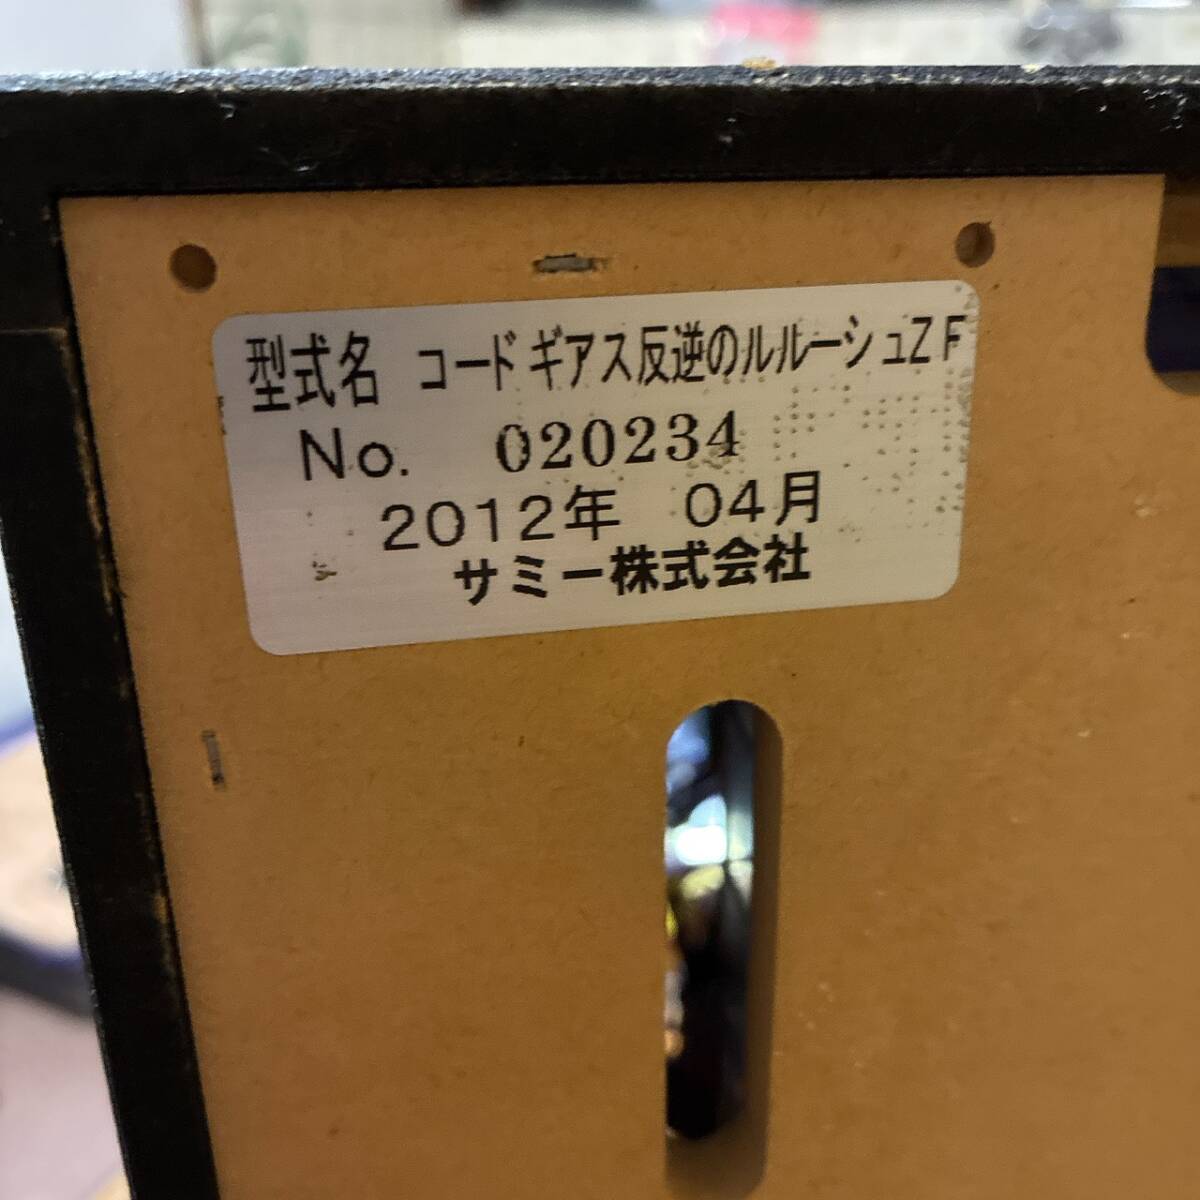 型式名 コードギアス反逆のルルーシュZF
No. 020234
2012年 04月
サミー株式会社